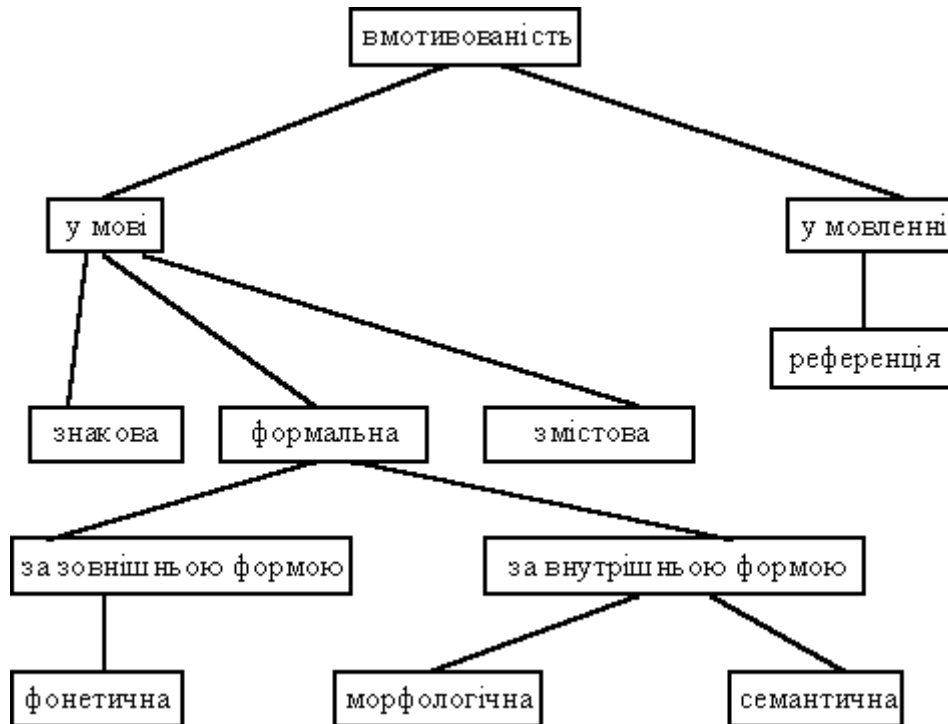 вмотивованість
у мові
у мовленні
референція
знакова
формальна
змістова
за зовнішньою формою
за внутрішньою формою
фонетична
морфологічна
семантична